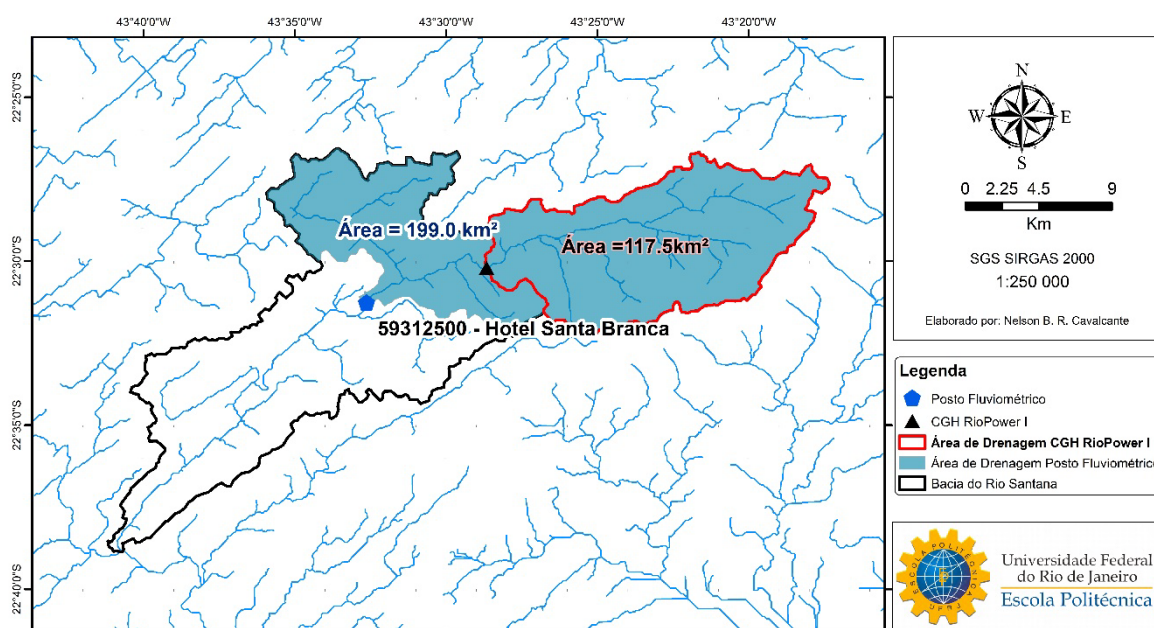 43°40'0"W
43°35'0"W
43°30'0"W
43°25'0"W
43°20'0"W
22°25'0"S
22°30'0"S
22°35'0"S
22°40'0"S
Área = 199.0 km²
Área =117.5km²
59312500 - Hotel Santa Branca
N
W
E
S
0 2.25 4.5 9
Km
SGS SIRGAS 2000
1:250 000
Elaborado por: Nelson B. R. Cavalcante
Legenda
Posto Fluviométrico
CGH RioPower I
Área de Drenagem CGH RioPower I
Área de Drenagem Posto Fluviométrico
Bacia do Rio Santana
ESCOLA POLITÉCNICA
UFRJ
Universidade Federal
do Rio de Janeiro
Escola Politécnica